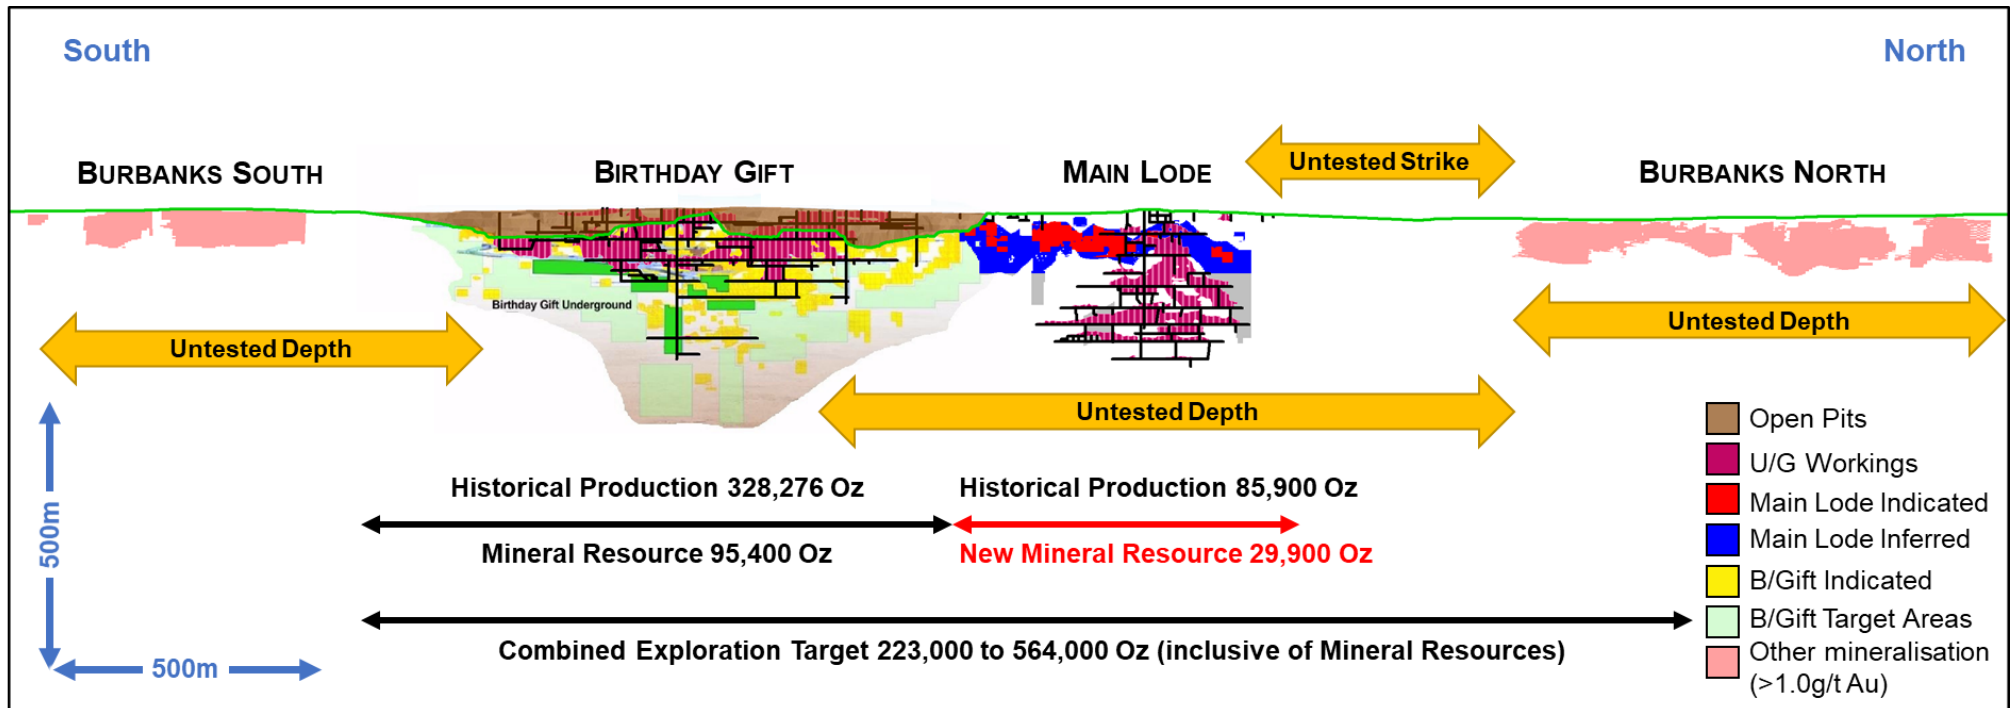 South
North
BURBANKS SOUTH
BIRTHDAY GIFT
MAIN LODE
Untested Strike
BURBANKS NORTH
Birthday Gift Underground
Untested Depth
Untested Depth
Untested Depth
Historical Production 328,276 Oz
Historical Production 85,900 Oz
Mineral Resource 95,400 Oz
New Mineral Resource 29,900 Oz
Combined Exploration Target 223,000 to 564,000 Oz (inclusive of Mineral Resources)
500m
500m
Open Pits
U/G Workings
Main Lode Indicated
Main Lode Inferred
B/Gift Indicated
B/Gift Target Areas
Other mineralisation
(>1.0g/t Au)